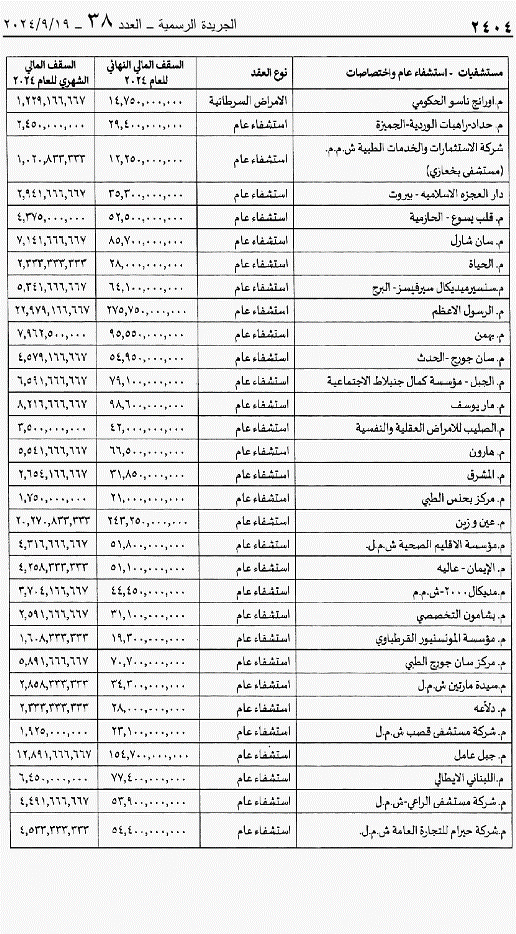 ٢٤٠٤ الجريدة الرسمية – العدد ٣٨ – ٢٠٢٤/٩/١٩
مستشفيات - استشفاء عام واختصاصات نوع العقد السقف المالي النهائي للعام ٢٠٢٤ السقف المالي الشهري للعام ٢٠٢٤
م.اورانج ناسو الحكومي الامراض السرطانية ١٤,٧٥٠,٠٠٠,٠٠٠ ١,٢٢٩,١٦٦,٦٦٧
م. حداد-راهبات الوردية-الجميزة استشفاء عام ٢٩,٤٠٠,٠٠٠,٠٠٠ ٢,٤٥٠,٠٠٠,٠٠٠
شركة الاستثمارات والخدمات الطبية ش.م.م.
(مستشفى بخعازي) استشفاء عام ١٢,٢٥٠,٠٠٠,٠٠٠ ١,٠٢٠,٨٣٣,٣٣٣
دار العجزه الاسلاميه - بيروت استشفاء عام ٣٥,٣٠٠,٠٠٠,٠٠٠ ٢,٩٤١,٦٦٦,٦٦٧
م. قلب يسوع - الحازمية استشفاء عام ٥٢,٥٠٠,٠٠٠,٠٠٠ ٤,٣٧٥,٠٠٠,٠٠٠
م. سان شارل استشفاء عام ٨٥,٧٠٠,٠٠٠,٠٠٠ ٧,١٤١,٦٦٦,٦٦٧
م. الحياة استشفاء عام ٢٨,٠٠٠,٠٠٠,٠٠٠ ٢,٣٣٣,٣٣٣,٣٣٣
م.سنسيرميديكال سيرفيسز- البرج استشفاء عام ٦٤,١٠٠,٠٠٠,٠٠٠ ٥,٣٤١,٦٦٦,٦٦٧
م. الرسول الاعظم استشفاء عام ٢٧٥,٧٥٠,٠٠٠,٠٠٠ ٢٢,٩٧٩,١٦٦,٦٦٧
م. بهمن استشفاء عام ٩٥,٥٥٠,٠٠٠,٠٠٠ ٧,٩٦٢,٥٠٠,٠٠٠
م. سان جورج -الحدث استشفاء عام ٥٤,٩٥٠,٠٠٠,٠٠٠ ٤,٥٧٩,١٦٦,٦٦٧
م. الجبل - مؤسسة كمال جنبلاط الاجتماعية استشفاء عام ٧٩,١٠٠,٠٠٠,٠٠٠ ٦,٥٩١,٦٦٦,٦٦٧
م. مار يوسف استشفاء عام ٩٨,٦٠٠,٠٠٠,٠٠٠ ٨,٢١٦,٦٦٦,٦٦٧
م.الصليب للامراض العقلية والنفسية استشفاء عام ٤٢,٠٠٠,٠٠٠,٠٠٠ ٣,٥٠٠,٠٠٠,٠٠٠
م. هارون استشفاء عام ٦٦,٥٠٠,٠٠٠,٠٠٠ ٥,٥٤١,٦٦٦,٦٦٧
م. المشرق استشفاء عام ٣١,٨٥٠,٠٠٠,٠٠٠ ٢,٦٥٤,١٦٦,٦٦٧
م. مركز بحنس الطبي استشفاء عام ٢١,٠٠٠,٠٠٠,٠٠٠ ١,٧٥٠,٠٠٠,٠٠٠
م. عين و زين استشفاء عام ٢٤٣,٢٥٠,٠٠٠,٠٠٠ ٢٠,٢٧٠,٨٣٣,٣٣٣
م.مؤسسة الاقليم الصحية ش.م.ل. استشفاء عام ٥١,٨٠٠,٠٠٠,٠٠٠ ٤,٣١٦,٦٦٦,٦٦٧
م. الإيمان - عاليه استشفاء عام ٥١,١٠٠,٠٠٠,٠٠٠ ٤,٢٥٨,٣٣٣,٣٣٣
م.مديكال ٢٠٠٠-ش.م.م استشفاء عام ٤٤,٤٥٠,٠٠٠,٠٠٠ ٣,٧٠٤,١٦٦,٦٦٧
م. بشامون التخصصي استشفاء عام ٣١,١٠٠,٠٠٠,٠٠٠ ٢,٥٩١,٦٦٦,٦٦٧
م. مؤسسة المونسنيور القرطباوي استشفاء عام ١٩,٣٠٠,٠٠٠,٠٠٠ ١,٦٠٨,٣٣٣,٣٣٣
م. مركز سان جورج الطبي استشفاء عام ٧٠,٧٠٠,٠٠٠,٠٠٠ ٥,٨٩١,٦٦٦,٦٦٧
م.سيدة مارتين ش.م.ل استشفاء عام ٣٤,٣٠٠,٠٠٠,٠٠٠ ٢,٨٥٨,٣٣٣,٣٣٣
م. دلاعه استشفاء عام ٢٨,٠٠٠,٠٠٠,٠٠٠ ٢,٣٣٣,٣٣٣,٣٣٣
م. شركة مستشفى قصب ش.م.ل استشفاء عام ٢٣,١٠٠,٠٠٠,٠٠٠ ١,٩٢٥,٠٠٠,٠٠٠
م. جبل عامل استشفاء عام ١٥٤,٧٠٠,٠٠٠,٠٠٠ ١٢,٨٩١,٦٦٦,٦٦٧
م.اللبناني الايطالي استشفاء عام ٧٧,٤٠٠,٠٠٠,٠٠٠ ٦,٤٥٠,٠٠٠,٠٠٠
م. شركة مستشفى الراعي-ش.م.ل استشفاء عام ٥٣,٩٠٠,٠٠٠,٠٠٠ ٤,٤٩١,٦٦٦,٦٦٧
م.شركة حيرام للتجارة العامة ش.م.ل. استشفاء عام ٥٤,٤٠٠,٠٠٠,٠٠٠ ٤,٥٣٣,٣٣٣,٣٣٣